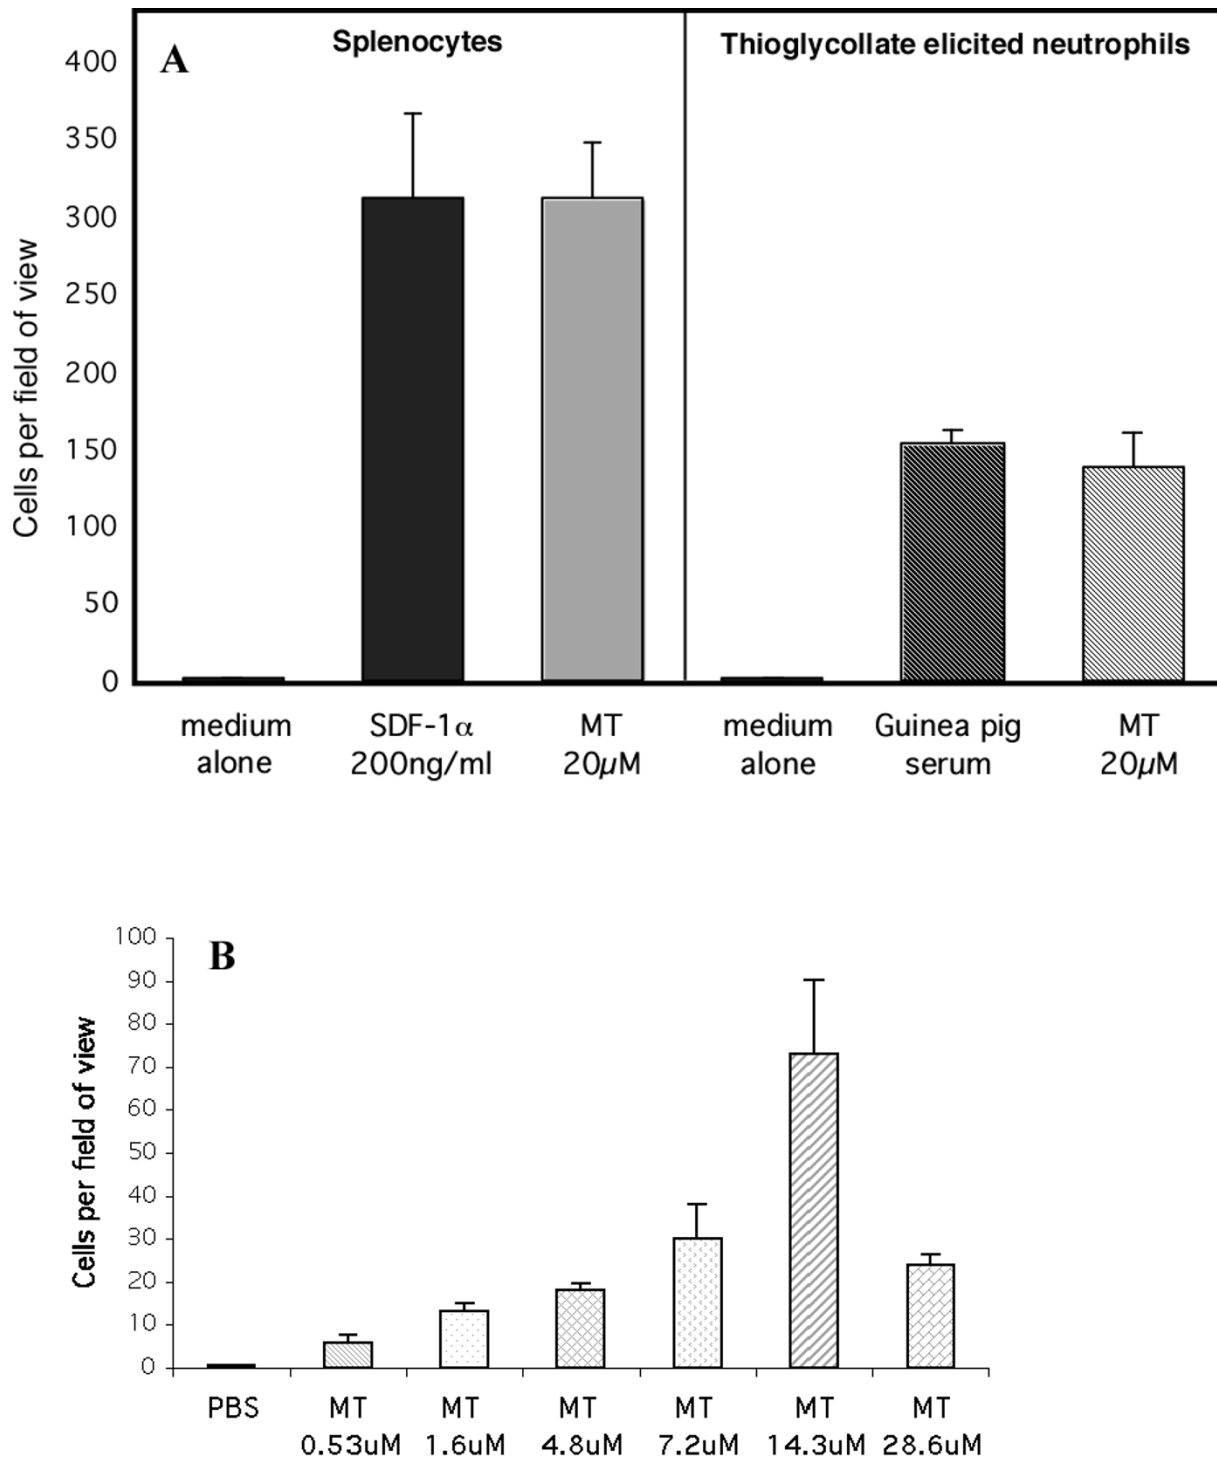 A
Splenocytes
Thioglycollate elicited neutrophils
Cells per field of view
400
350
300
250
200
150
100
50
0
medium alone
SDF-1α 200ng/ml
MT 20µM
medium alone
Guinea pig serum
MT 20µM
B
Cells per field of view
100
90
80
70
60
50
40
30
20
10
0
PBS
MT 0.53uM
MT 1.6uM
MT 4.8uM
MT 7.2uM
MT 14.3uM
MT 28.6uM